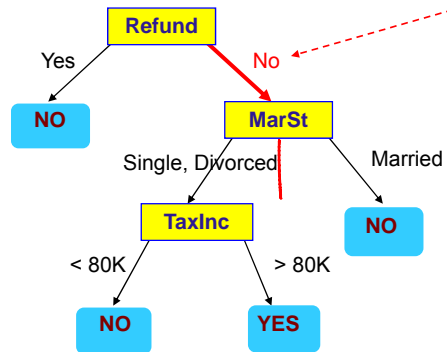 Refund
Yes
No
NO
MarSt
Single, Divorced
Married
TaxInc
NO
< 80K
> 80K
NO
YES